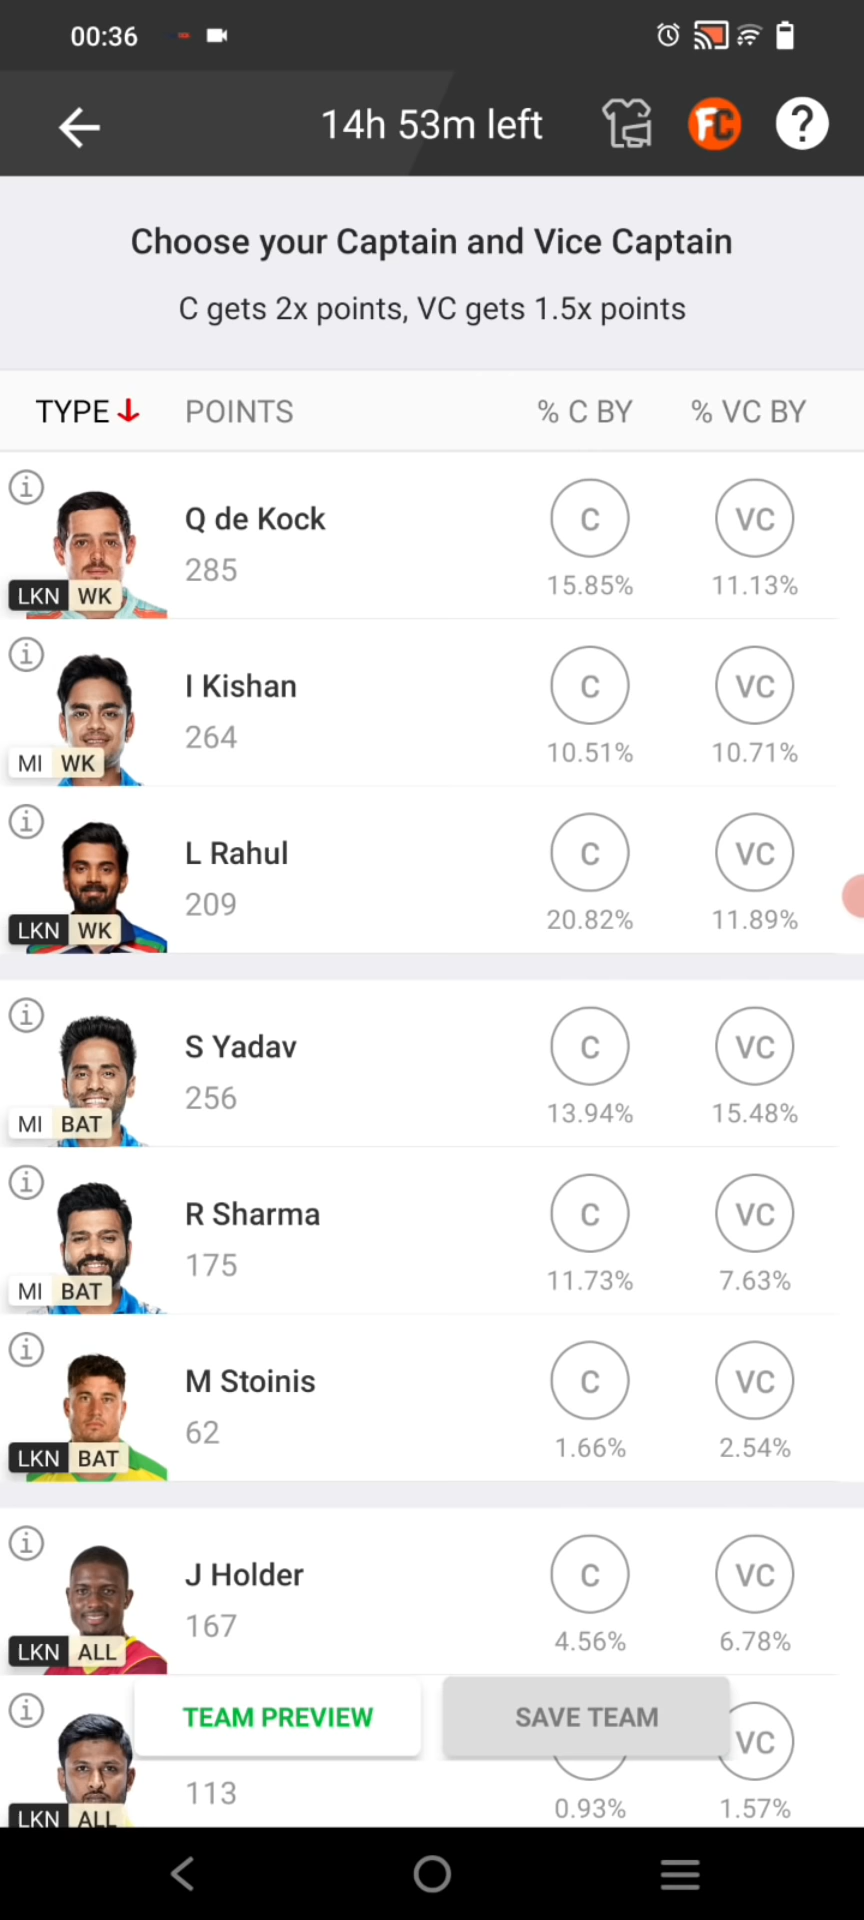 00:36
14h 53m left
FC
?
Choose your Captain and Vice Captain
C gets 2x points, VC gets 1.5x points
TYPE POINTS % C BY % VC BY
Q de Kock C VC
285 15.85% 11.13%
LKN WK
I Kishan C VC
264 10.51% 10.71%
MI WK
L Rahul C VC
209 20.82% 11.89%
LKN WK
S Yadav C VC
256 13.94% 15.48%
MI BAT
R Sharma C VC
175 11.73% 7.63%
MI BAT
M Stoinis C VC
62 1.66% 2.54%
LKN BAT
J Holder C VC
167 4.56% 6.78%
LKN ALL
TEAM PREVIEW SAVE TEAM VC
113 0.93% 1.57%
LKN ALL